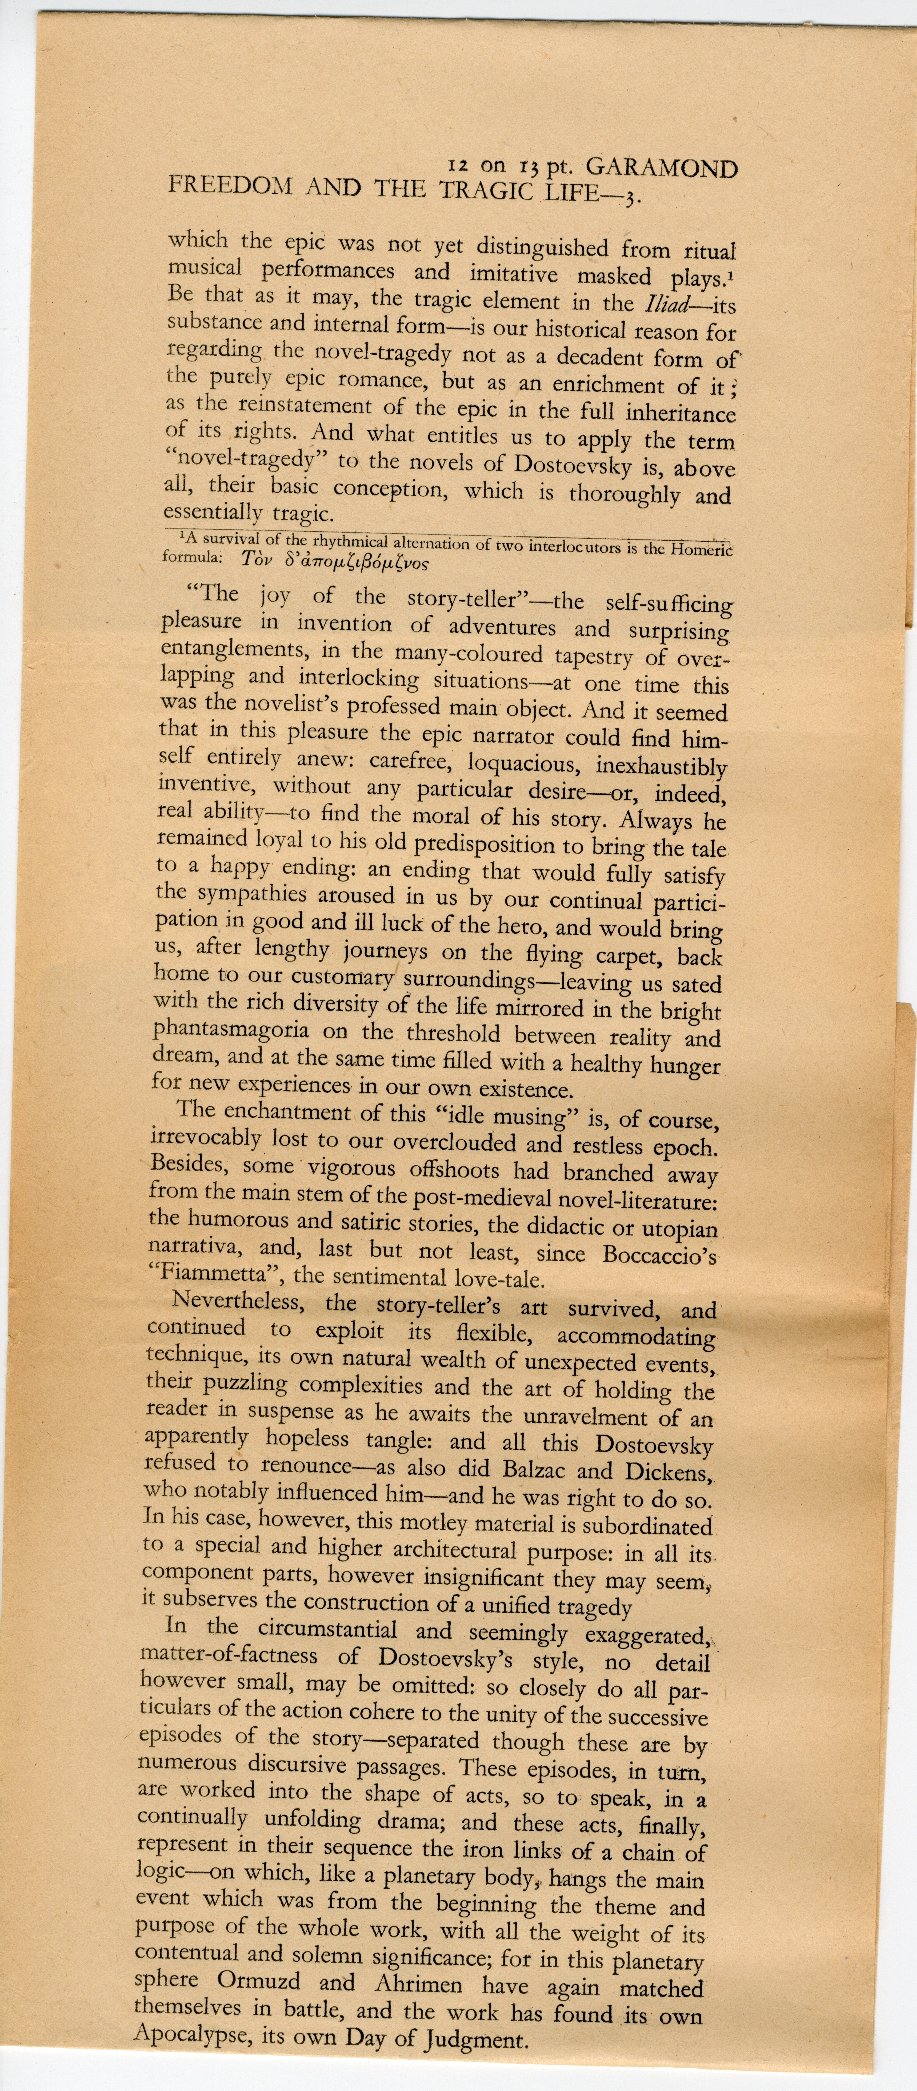 12 on 13 pt. GARAMOND
FREEDOM AND THE TRAGIC LIFE—3.
which the epic was not yet distinguished from ritual
musical performances and imitative masked plays.¹
Be that as it may, the tragic element in the Iliad—its
substance and internal form—is our historical reason for
regarding the novel-tragedy not as a decadent form of
the purely epic romance, but as an enrichment of it;
as the reinstatement of the epic in the full inheritance
of its rights. And what entitles us to apply the term
“novel-tragedy” to the novels of Dostoevsky is, above
all, their basic conception, which is thoroughly and
essentially tragic.
¹A survival of the rhythmical alternation of two interlocutors is the Homeric
formula: Τὸν δ’ἀπομζιβόμζνος
“The joy of the story-teller”—the self-sufficing
pleasure in invention of adventures and surprising
entanglements, in the many-coloured tapestry of over-
lapping and interlocking situations—at one time this
was the novelist’s professed main object. And it seemed
that in this pleasure the epic narrator could find him-
self entirely anew: carefree, loquacious, inexhaustibly
inventive, without any particular desire—or, indeed,
real ability—to find the moral of his story. Always he
remained loyal to his old predisposition to bring the tale
to a happy ending: an ending that would fully satisfy
the sympathies aroused in us by our continual partici-
pation in good and ill luck of the hero, and would bring
us, after lengthy journeys on the flying carpet, back
home to our customary surroundings—leaving us sated
with the rich diversity of the life mirrored in the bright
phantasmagoria on the threshold between reality and
dream, and at the same time filled with a healthy hunger
for new experiences in our own existence.
The enchantment of this “idle musing” is, of course,
irrevocably lost to our overclouded and restless epoch.
Besides, some vigorous offshoots had branched away
from the main stem of the post-medieval novel-literature:
the humorous and satiric stories, the didactic or utopian
narrativa, and, last but not least, since Boccaccio’s
“Fiammetta”, the sentimental love-tale.
Nevertheless, the story-teller’s art survived, and
continued to exploit its flexible, accommodating
technique, its own natural wealth of unexpected events,
their puzzling complexities and the art of holding the
reader in suspense as he awaits the unravelment of an
apparently hopeless tangle: and all this Dostoevsky
refused to renounce—as also did Balzac and Dickens,
who notably influenced him—and he was right to do so.
In his case, however, this motley material is subordinated
to a special and higher architectural purpose: in all its
component parts, however insignificant they may seem,
it subserves the construction of a unified tragedy
In the circumstantial and seemingly exaggerated,
matter-of-factness of Dostoevsky’s style, no detail
however small, may be omitted: so closely do all par-
ticulars of the action cohere to the unity of the successive
episodes of the story—separated though these are by
numerous discursive passages. These episodes, in turn,
are worked into the shape of acts, so to speak, in a
continually unfolding drama; and these acts, finally,
represent in their sequence the iron links of a chain of
logic—on which, like a planetary body, hangs the main
event which was from the beginning the theme and
purpose of the whole work, with all the weight of its
contentual and solemn significance; for in this planetary
sphere Ormuzd and Ahrimen have again matched
themselves in battle, and the work has found its own
Apocalypse, its own Day of Judgment.